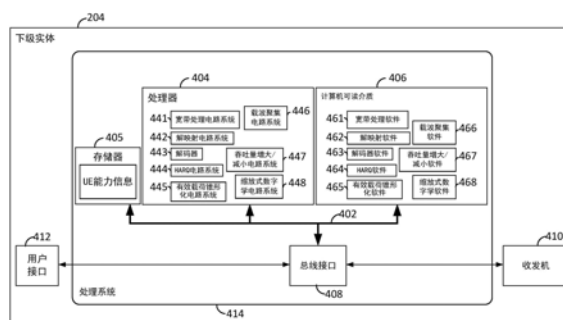 204
下级实体
404
处理器
441
宽带处理电路系统
442
解映射电路系统
443
解码器
444
HARQ电路系统
445
有效载荷锥形
化电路系统
载波聚集
电路系统
446
吞吐量增大/
减小电路系统
447
缩放式数字
学电路系统
448
406
计算机可读介质
461
宽带处理软件
462
解映射软件
463
解码器软件
464
HARQ软件
465
有效载荷锥形
化软件
载波聚集
软件
466
吞吐量增大/
减小软件
467
缩放式数字
学软件
468
405
存储器
UE能力信息
402
412
用户
接口
总线接口
408
410
收发机
处理系统
414